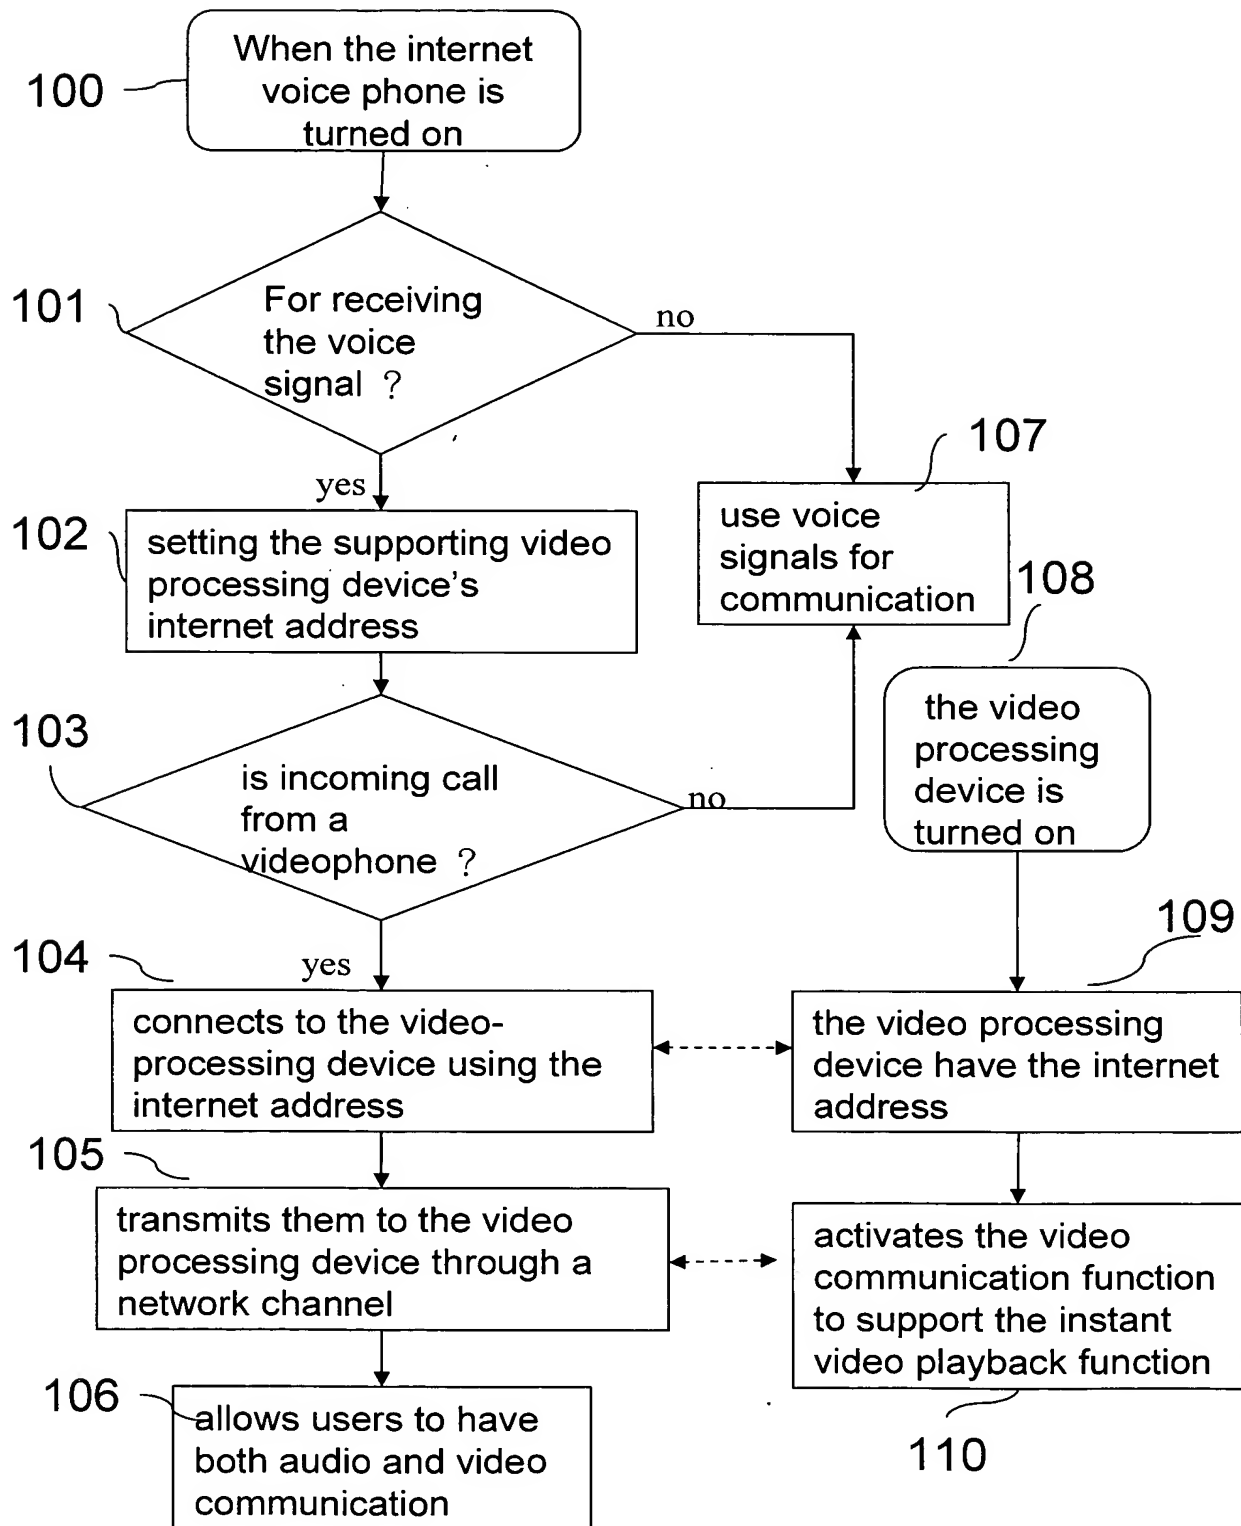 When the internet
voice phone is
turned on
100
For receiving
the voice
signal ?
101
no
yes
107
use voice
signals for
communication
102
setting the supporting video
processing device's
internet address
108
the video
processing
device is
turned on
103
is incoming call
from a
videophone ?
no
yes
104
connects to the video-
processing device using the
internet address
109
the video processing
device have the internet
address
105
transmits them to the video
processing device through a
network channel
activates the video
communication function
to support the instant
video playback function
110
106
allows users to have
both audio and video
communication